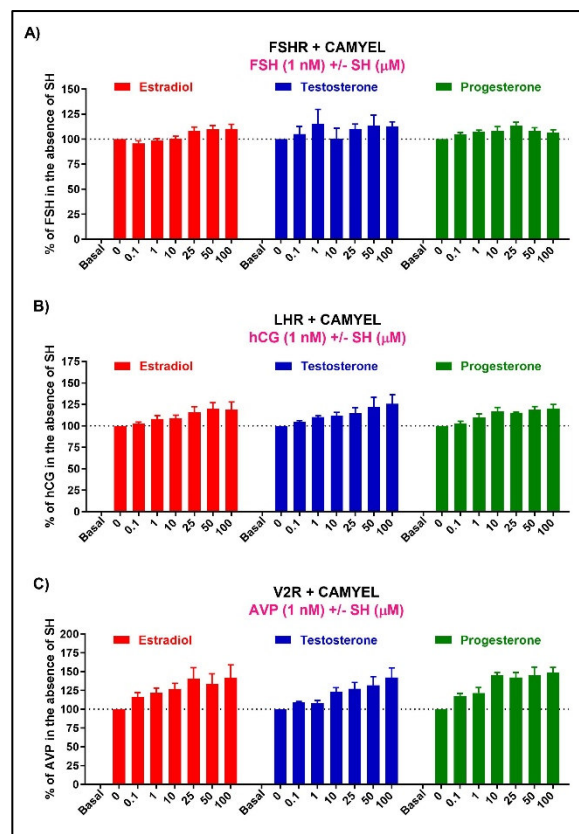 A)
FSHR + CAMYEL
FSH (1 nM) +/- SH (μM)
Estradiol Testosterone Progesterone
% of FSH in the absence of SH
150
125
100
75
50
25
0
Basal 0 0.1 1 10 25 50 100 Basal 0 0.1 1 10 25 50 100 Basal 0 0.1 1 10 25 50 100
B)
LHR + CAMYEL
hCG (1 nM) +/- SH (μM)
Estradiol Testosterone Progesterone
% of hCG in the absence of SH
175
150
125
100
75
50
25
0
Basal 0 0.1 1 10 25 50 100 Basal 0 0.1 1 10 25 50 100 Basal 0 0.1 1 10 25 50 100
C)
V2R + CAMYEL
AVP (1 nM) +/- SH (μM)
Estradiol Testosterone Progesterone
% of AVP in the absence of SH
200
175
150
125
100
75
50
25
0
Basal 0 0.1 1 10 25 50 100 Basal 0 0.1 1 10 25 50 100 Basal 0 0.1 1 10 25 50 100